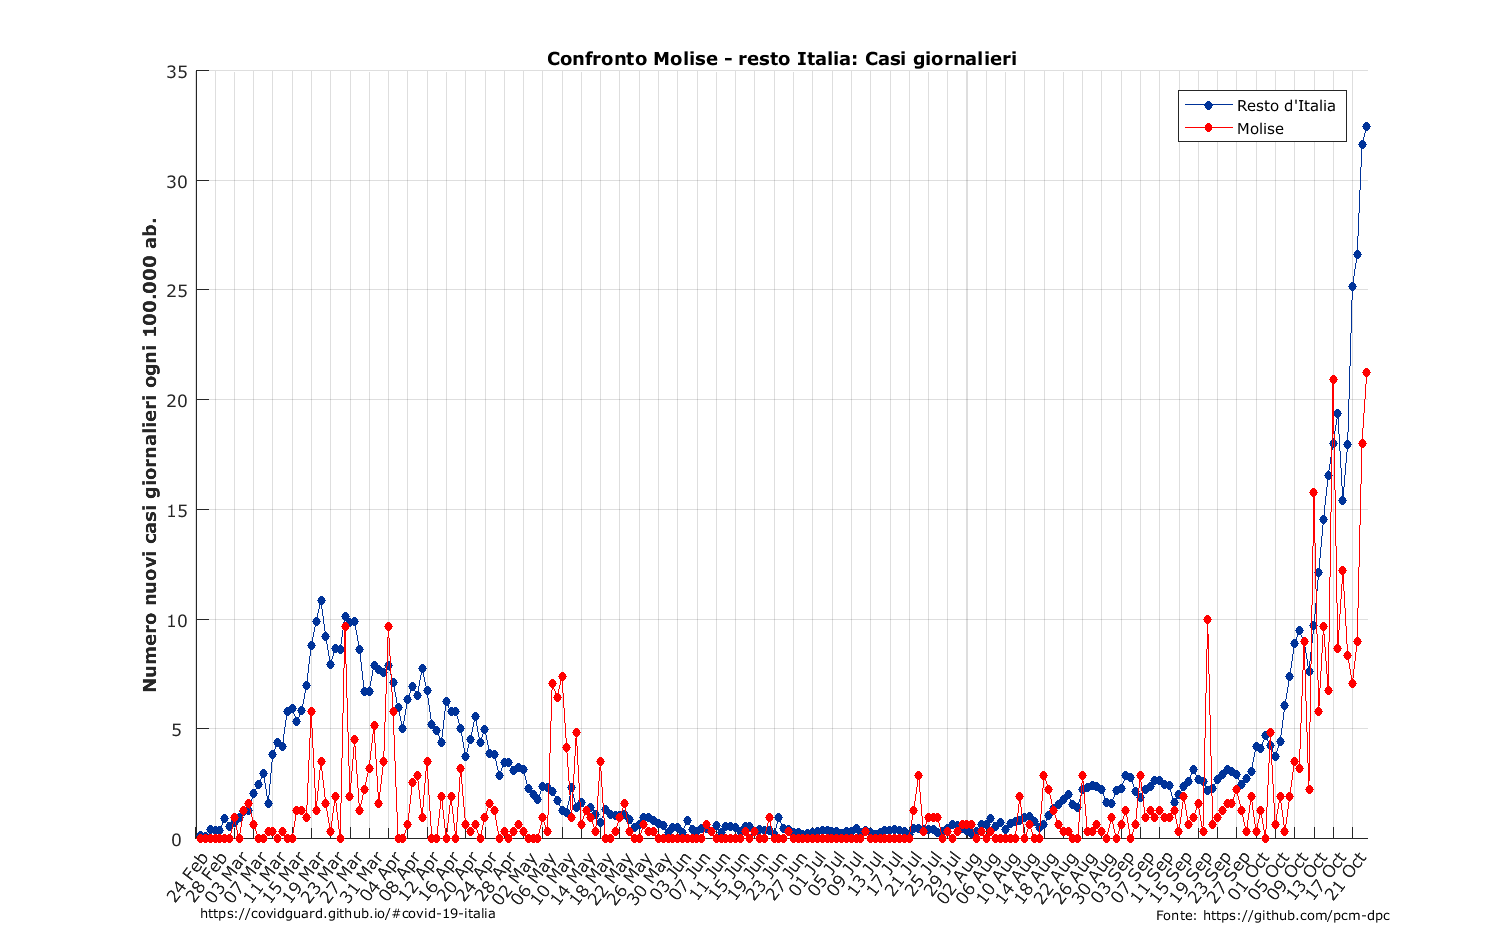 Confronto Molise - resto Italia: Casi giornalieri
Resto d'Italia
Molise
Numero nuovi casi giornalieri ogni 100.000 ab.
35
30
25
20
15
10
5
0
24 Feb
28 Feb
03 Mar
07 Mar
11 Mar
15 Mar
19 Mar
23 Mar
27 Mar
31 Mar
04 Apr
08 Apr
12 Apr
16 Apr
20 Apr
24 Apr
28 Apr
02 May
06 May
10 May
14 May
18 May
22 May
26 May
30 May
03 Jun
07 Jun
11 Jun
15 Jun
19 Jun
23 Jun
27 Jun
01 Jul
05 Jul
09 Jul
13 Jul
17 Jul
21 Jul
25 Jul
29 Jul
02 Aug
06 Aug
10 Aug
14 Aug
18 Aug
22 Aug
26 Aug
30 Aug
03 Sep
07 Sep
11 Sep
15 Sep
19 Sep
23 Sep
27 Sep
01 Oct
05 Oct
09 Oct
13 Oct
17 Oct
21 Oct
https://covidguard.github.io/#covid-19-italia
Fonte: https://github.com/pcm-dpc